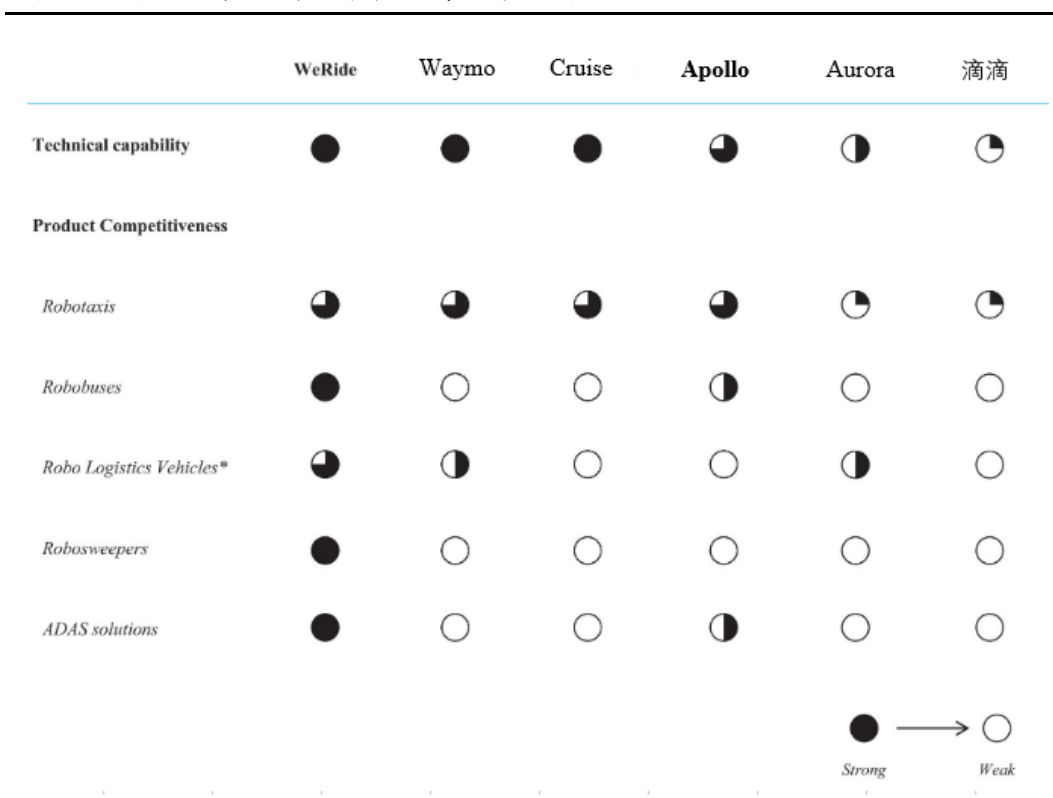 WeRide Waymo Cruise Apollo Aurora 滴滴
Technical capability
Product Competitiveness
Robotaxis
Robobuses
Robo Logistics Vehicles*
Robosweepers
ADAS solutions
Strong Weak